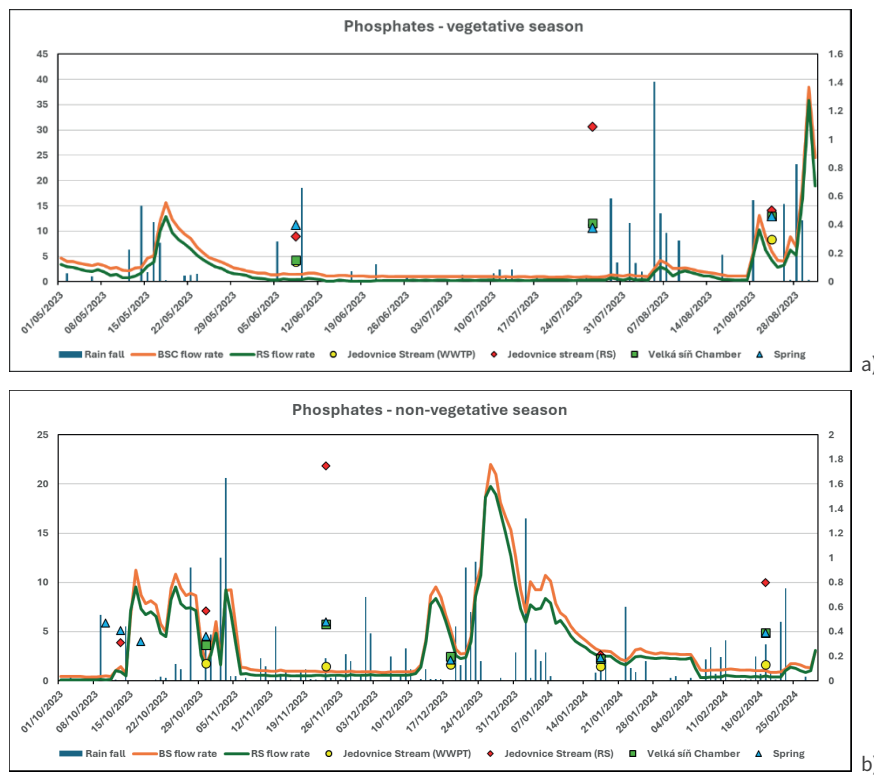 Phosphates - vegetative season
45 1.6
40 1.4
35 1.2
30 1
25 0.8
20 0.6
15 0.4
10 0.2
5 0
0
01/05/2023 08/05/2023 15/05/2023 22/05/2023 29/05/2023 05/06/2023 12/06/2023 19/06/2023 26/06/2023 03/07/2023 10/07/2023 17/07/2023 24/07/2023 31/07/2023 07/08/2023 14/08/2023 21/08/2023 28/08/2023
Rain fall BSC flow rate RS flow rate Jedovnice Stream (WWTP) Jedovnice stream (RS) Velká síň Chamber Spring
a)
Phosphates - non-vegetative season
25 2
20 1.8
15 1.6
10 1.4
5 1.2
0 1
0.8
0.6
0.4
0.2
0
01/10/2023 08/10/2023 15/10/2023 22/10/2023 29/10/2023 05/11/2023 12/11/2023 19/11/2023 26/11/2023 03/12/2023 10/12/2023 17/12/2023 24/12/2023 31/12/2023 07/01/2024 14/01/2024 21/01/2024 28/01/2024 04/02/2024 11/02/2024 18/02/2024 25/02/2024
Rain fall BS flow rate RS flow rate Jedovnice Stream (WWPT) Jedovnice Stream (RS) Velká síň Chamber Spring
b)